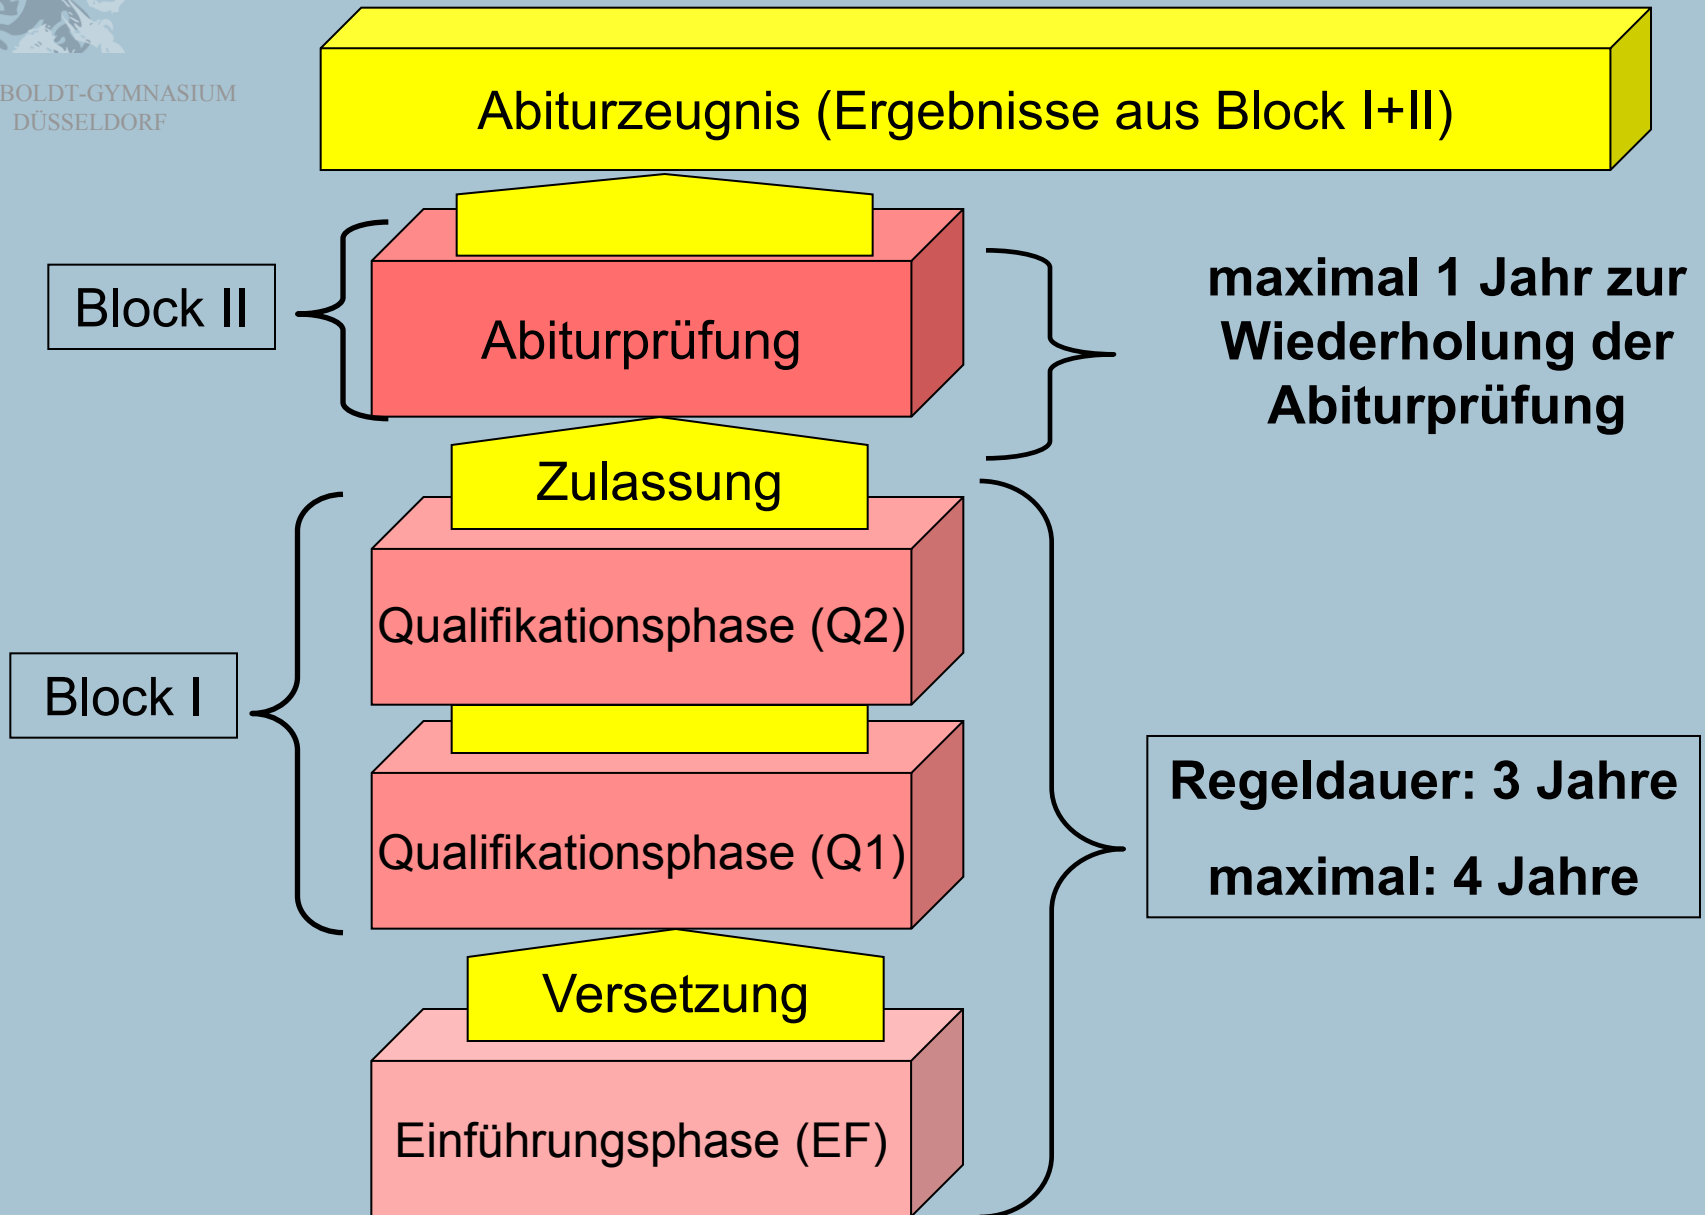 BOLDT-GYMNASIUM
DÜSSELDORF
Abiturzeugnis (Ergebnisse aus Block I+II)
Block II
Abiturprüfung
maximal 1 Jahr zur
Wiederholung der
Abiturprüfung
Zulassung
Qualifikationsphase (Q2)
Block I
Qualifikationsphase (Q1)
Regeldauer: 3 Jahre
maximal: 4 Jahre
Versetzung
Einführungsphase (EF)